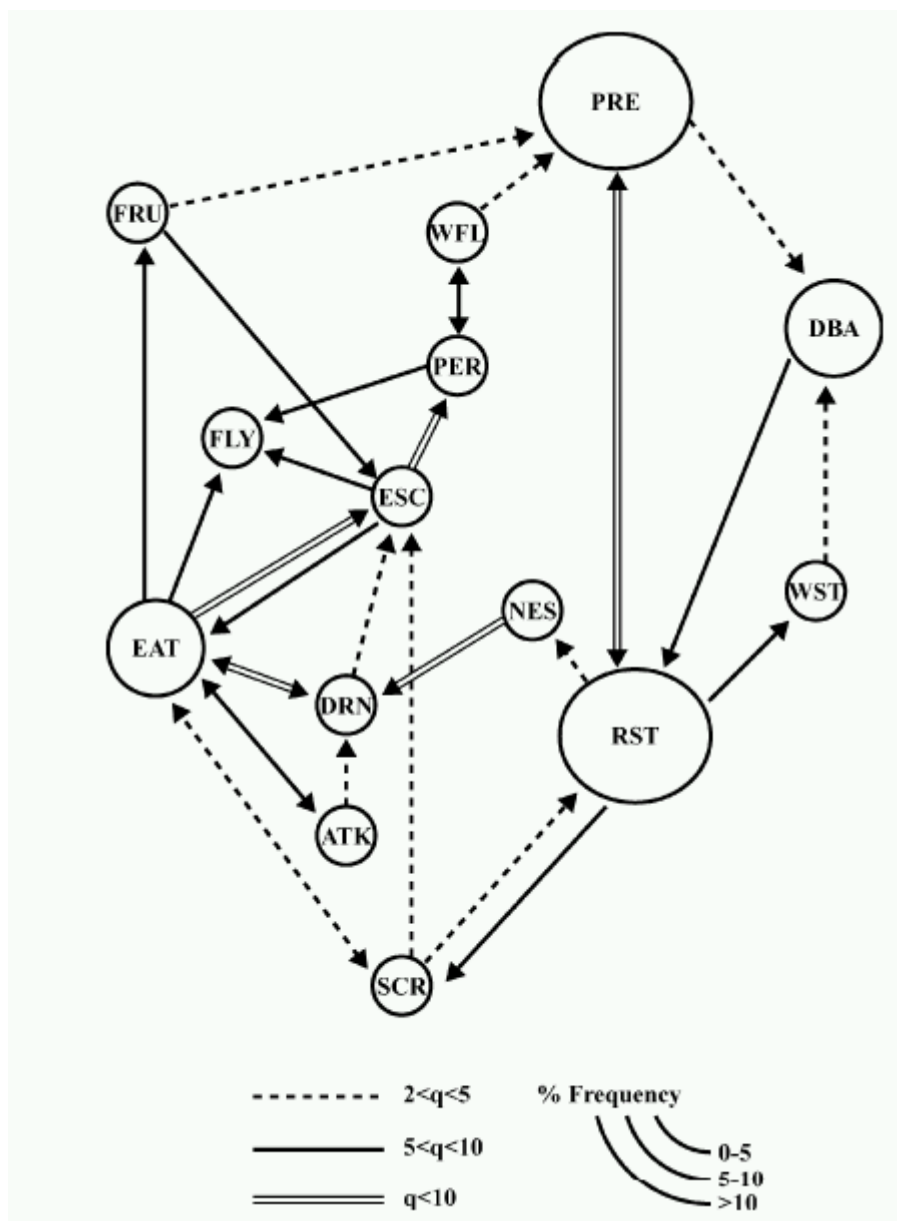 PRE
FRU
WFL
DBA
PER
FLY
ESC
WST
NES
EAT
DRN
RST
ATK
SCR
2<q<5
% Frequency
5<q<10
0-5
5-10
q<10
>10